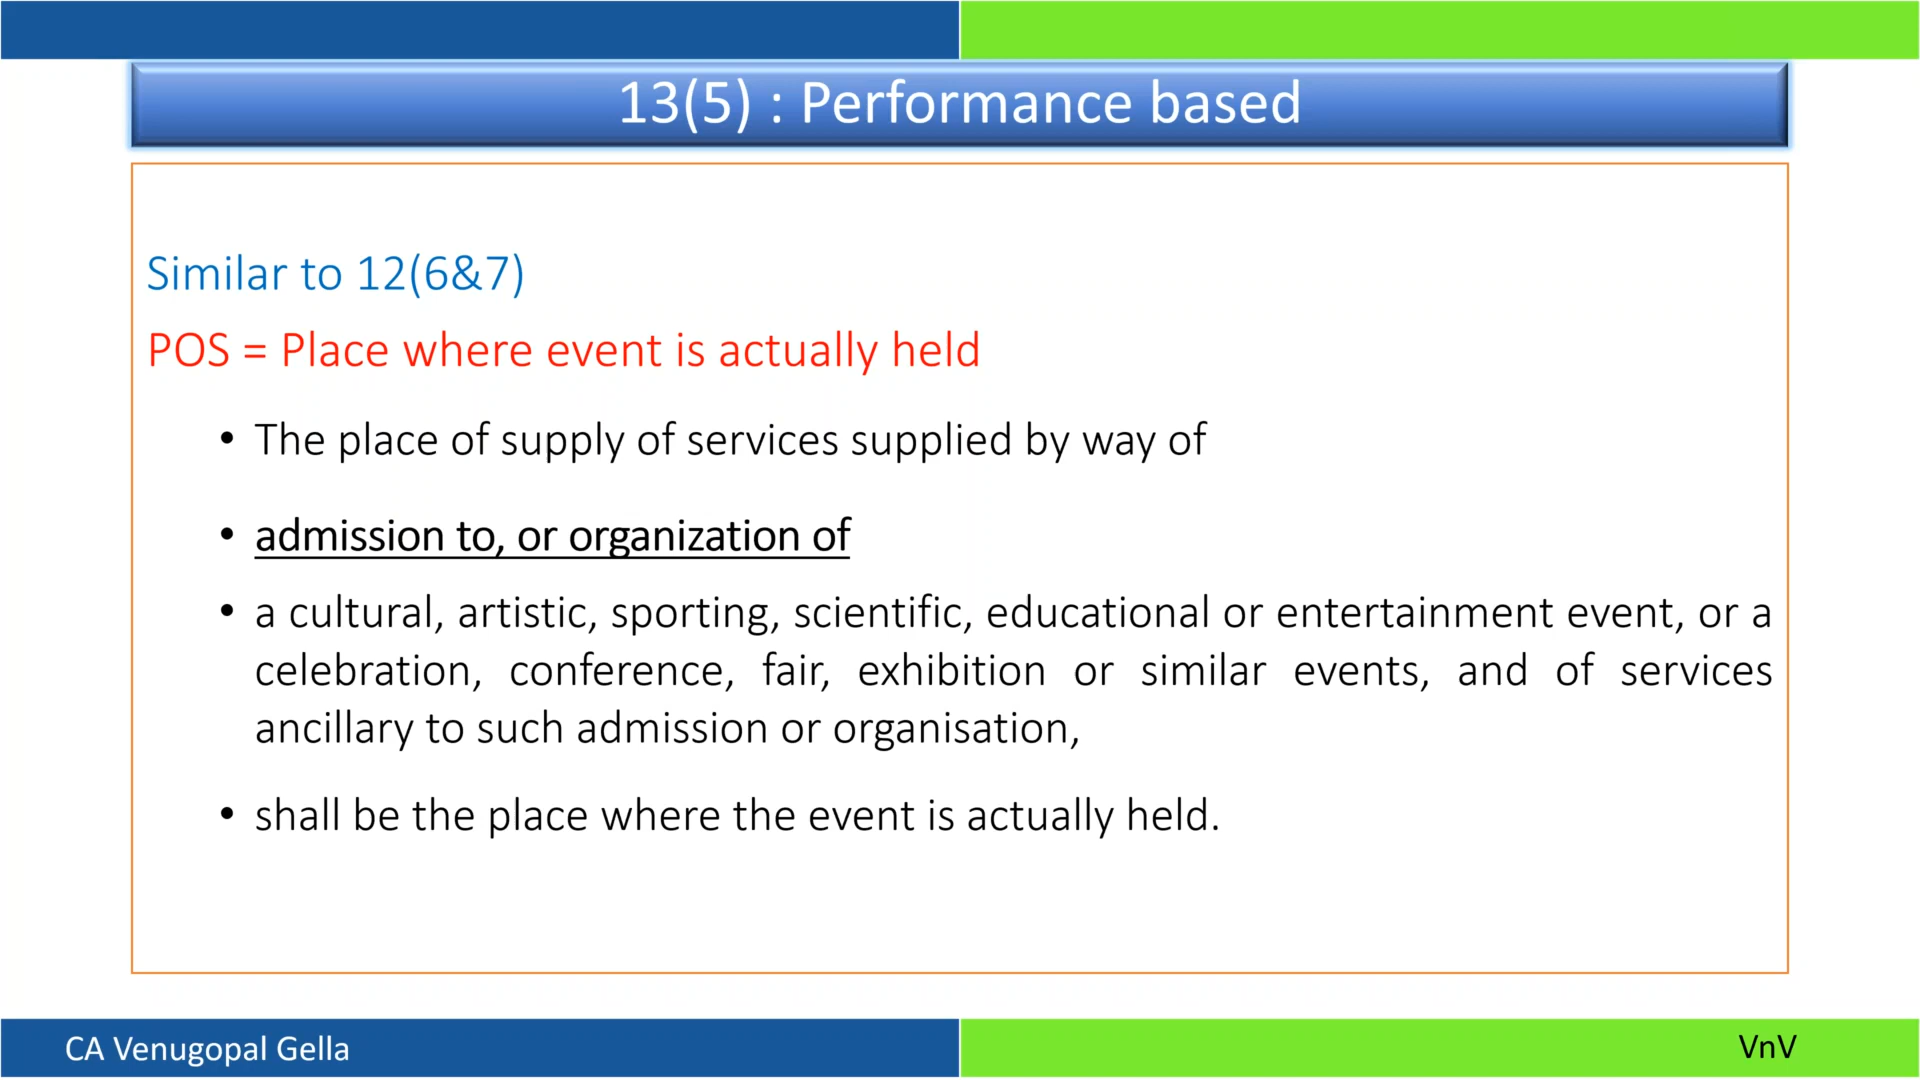 13(5) : Performance based
Similar to 12(6&7)
POS = Place where event is actually held
• The place of supply of services supplied by way of
• admission to, or organization of
• a cultural, artistic, sporting, scientific, educational or entertainment event, or a
celebration, conference, fair, exhibition or similar events, and of services
ancillary to such admission or organisation,
• shall be the place where the event is actually held.
CA Venugopal Gella
VnV